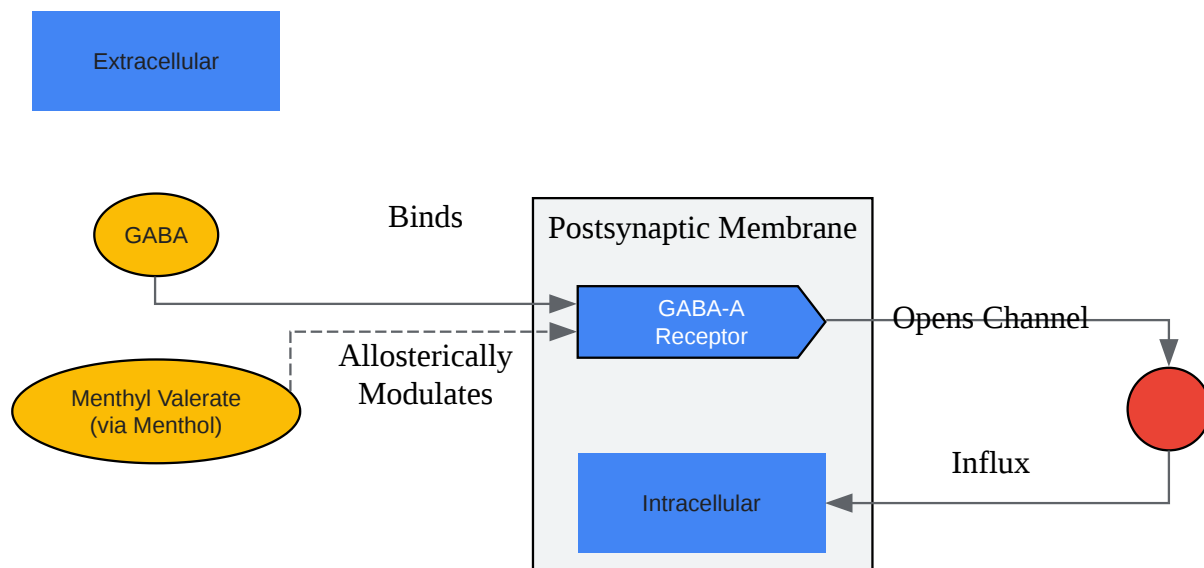 Extracellular
GABA
Binds
Postsynaptic Membrane
GABA-A
Receptor
Opens Channel
Allosterically
Modulates
Menthyl Valerate
(via Menthol)
Influx
Intracellular